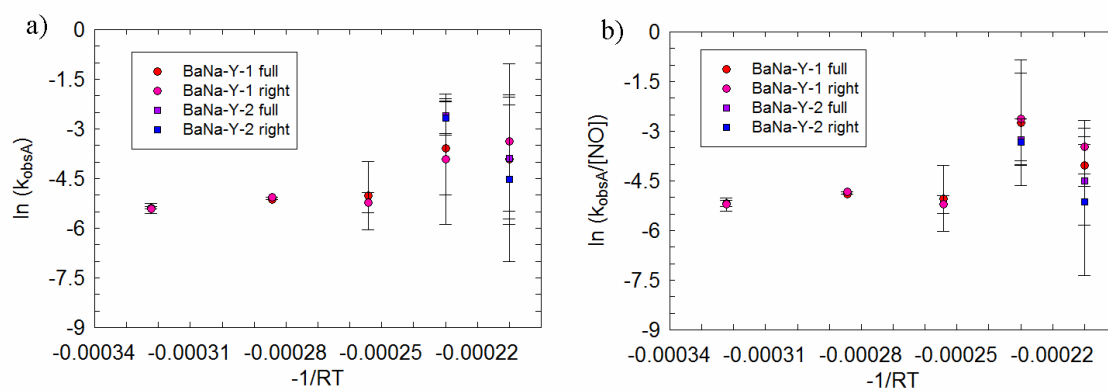 a)
0
-1.5
-3
-4.5
-6
-7.5
-9
ln (kobsA)
BaNa-Y-1 full
BaNa-Y-1 right
BaNa-Y-2 full
BaNa-Y-2 right
-0.00034 -0.00031 -0.00028 -0.00025 -0.00022
-1/RT
b)
0
-1.5
-3
-4.5
-6
-7.5
-9
ln (kobsA/[NO])
BaNa-Y-1 full
BaNa-Y-1 right
BaNa-Y-2 full
BaNa-Y-2 right
-0.00034 -0.00031 -0.00028 -0.00025 -0.00022
-1/RT